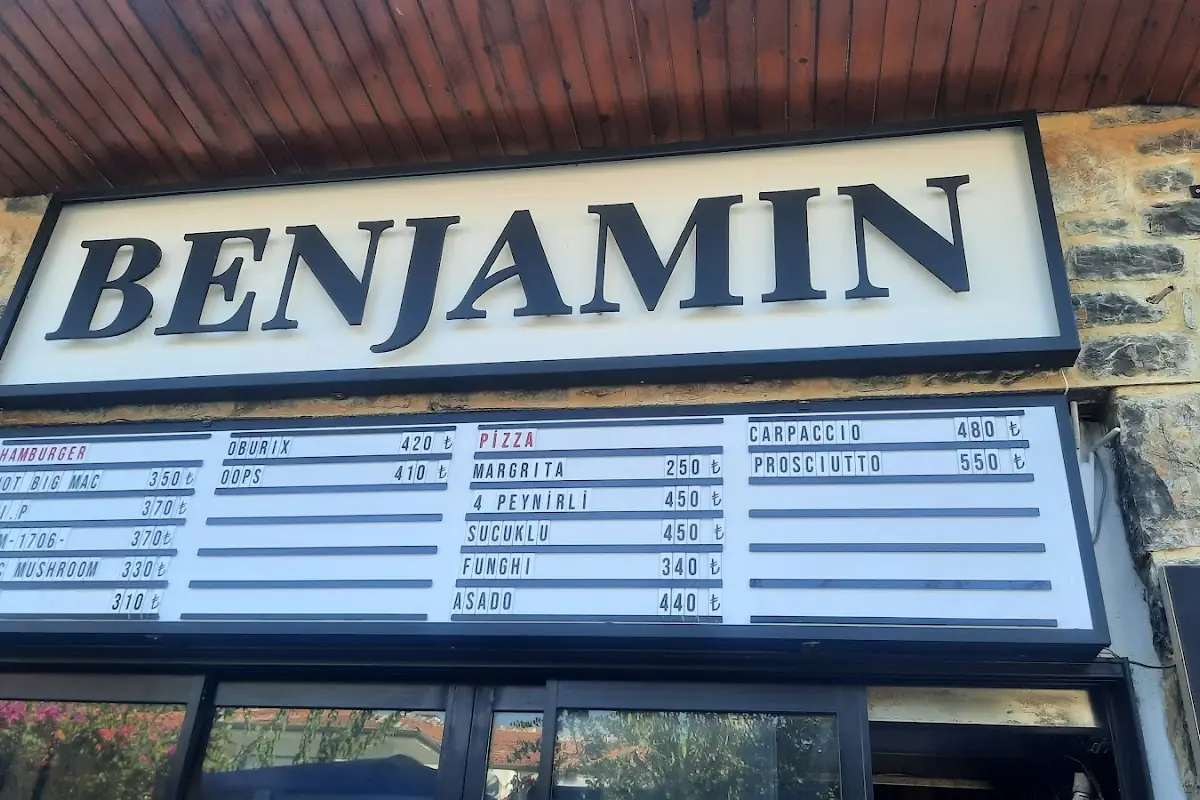 BENJAMIN
HAMBURGER
BIG MAC 350 ₺
370 ₺
-1706- 370₺
MUSHROOM 330 ₺
310 ₺
OBURIX 420 ₺
OOPS 410 ₺
PİZZA
MARGRITA 250 ₺
4 PEYNİRLİ 450 ₺
SUCUKLU 450 ₺
FUNGHI 340 ₺
ASADO 440 ₺
CARPACCIO 480 ₺
PROSCIUTTO 550 ₺